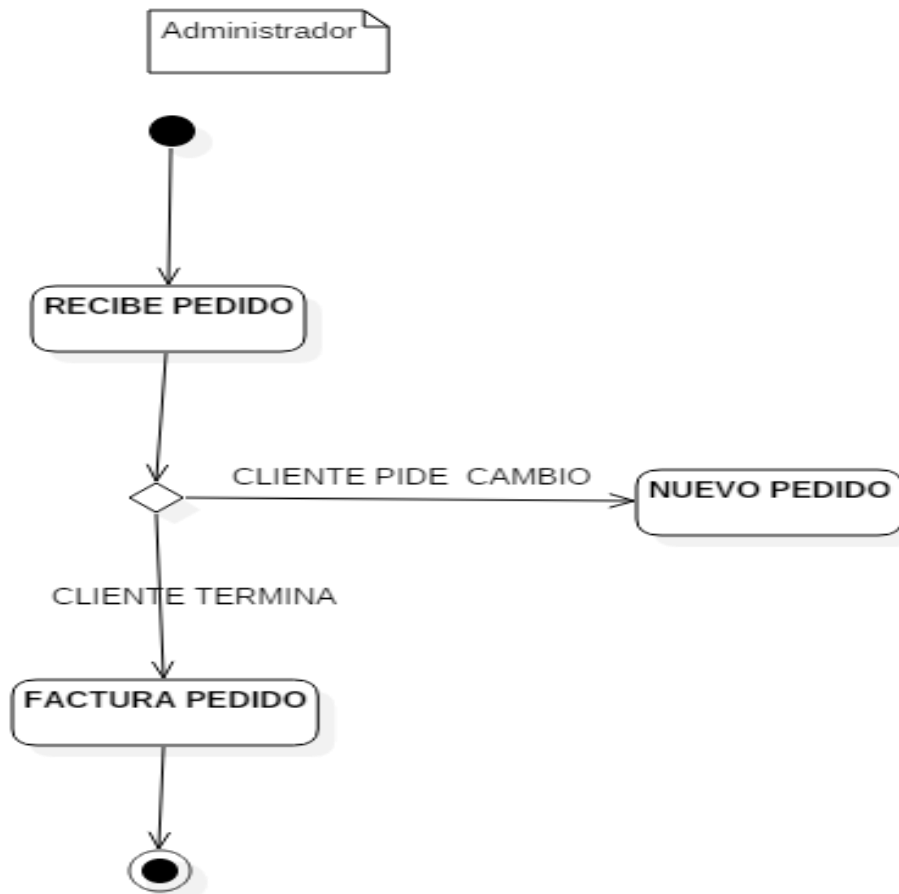 Administrador
RECIBE PEDIDO
CLIENTE PIDE  CAMBIO
NUEVO PEDIDO
CLIENTE TERMINA
FACTURA PEDIDO